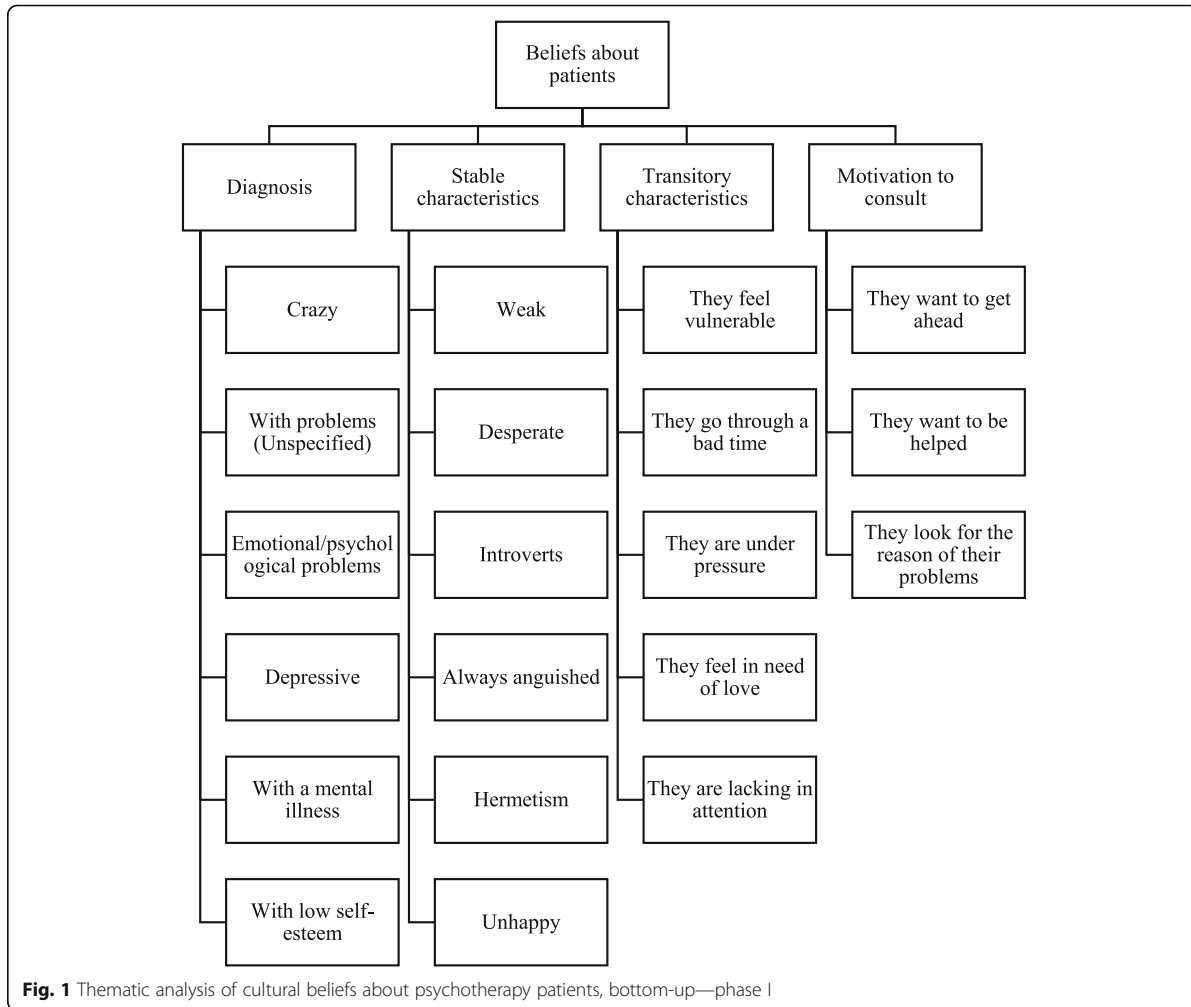 Beliefs about
patients
Diagnosis
Stable
characteristics
Transitory
characteristics
Motivation to
consult
Crazy
Weak
They feel
vulnerable
They want to get
ahead
With problems
(Unspecified)
Desperate
They go through a
bad time
They want to be
helped
Emotional/psychol
ogical problems
Introverts
They are under
pressure
They look for the
reason of their
problems
Depressive
Always anguished
They feel in need
of love
With a mental
illness
Hermetism
They are lacking in
attention
With low self-
esteem
Unhappy
Fig. 1 Thematic analysis of cultural beliefs about psychotherapy patients, bottom-up—phase I